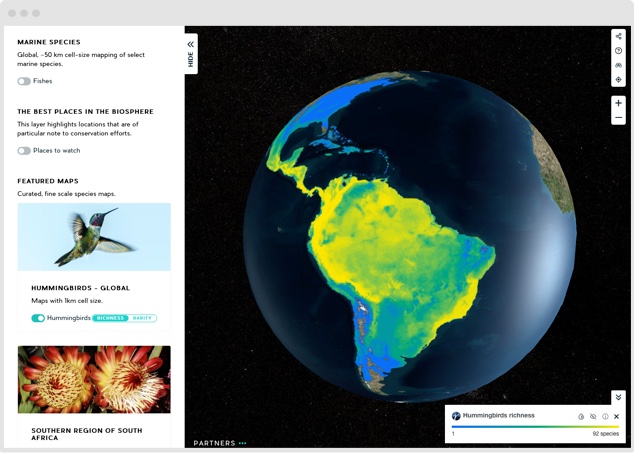 MARINE SPECIES
Global, ~50 km cell-size mapping of select
marine species.
Fishes
THE BEST PLACES IN THE BIOSPHERE
This layer highlights locations that are of
particular note to conservation efforts.
Places to watch
FEATURED MAPS
Curated, fine scale species maps.
HUMMINGBIRDS - GLOBAL
Maps with 1km cell size.
Hummingbirds RICHNESS RARITY
SOUTHERN REGION OF SOUTH
AFRICA
HIDE
PARTNERS
Hummingbirds richness
1 92 species